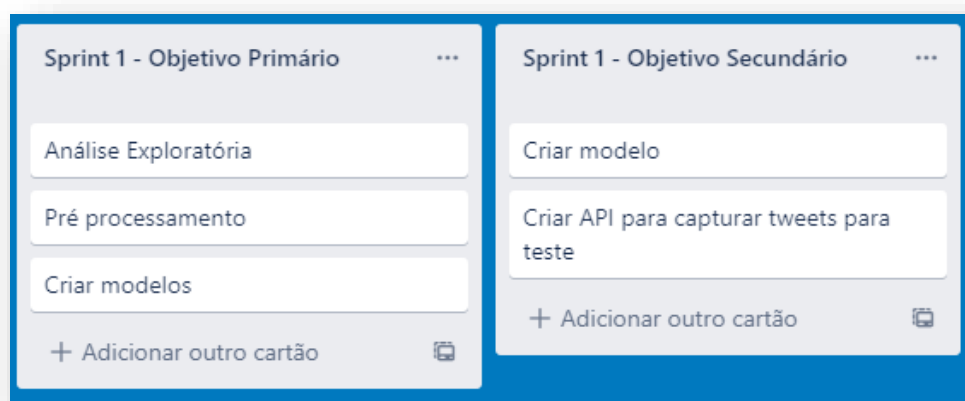 Sprint 1 - Objetivo Primário
Análise Exploratória
Pré processamento
Criar modelos
+ Adicionar outro cartão
Sprint 1 - Objetivo Secundário
Criar modelo
Criar API para capturar tweets para
teste
+ Adicionar outro cartão